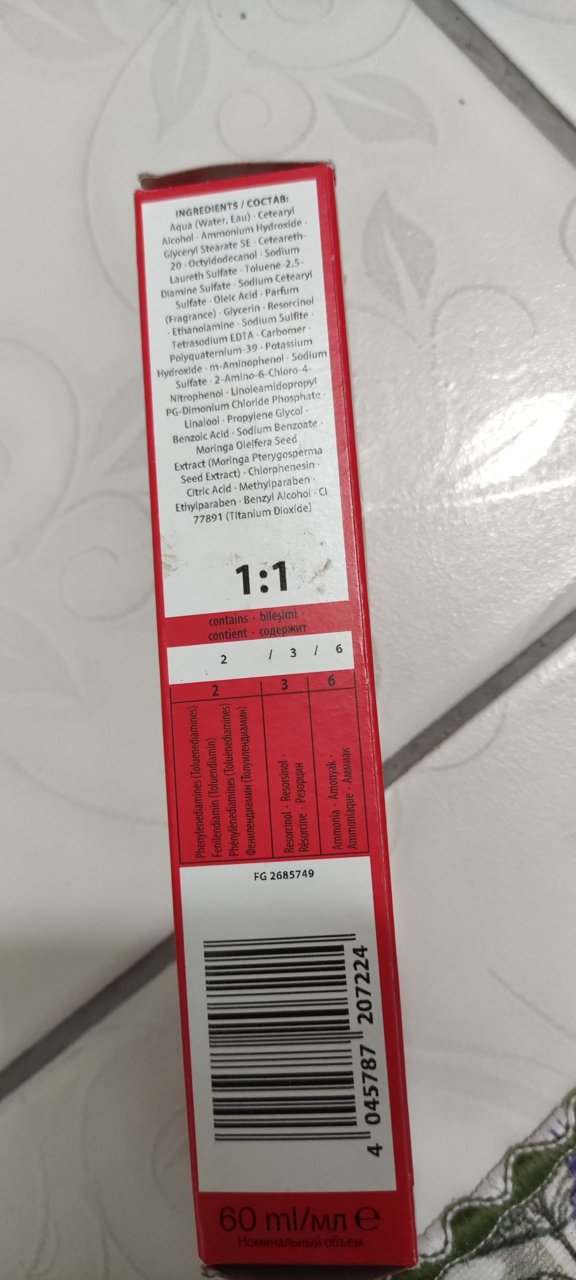 INGREDIENTS / СОСТАВ:
Aqua (Water, Eau) · Cetearyl
Alcohol · Ammonium Hydroxide ·
Glyceryl Stearate SE · Ceteareth-
20 · Octyldodecanol · Sodium
Laureth Sulfate · Toluene-2,5-
Diamine Sulfate · Sodium Cetearyl
Sulfate · Oleic Acid · Parfum
(Fragrance) · Glycerin · Resorcinol
· Ethanolamine · Sodium Sulfite ·
Tetrasodium EDTA · Carbomer ·
Polyquaternium-39 · Potassium
Hydroxide · m-Aminophenol · Sodium
Sulfate · 2-Amino-6-Chloro-4-
Nitrophenol · Linoleamidopropyl
PG-Dimonium Chloride Phosphate ·
Linalool · Propylene Glycol ·
Benzoic Acid · Sodium Benzoate ·
Moringa Oleifera Seed
Extract (Moringa Pterygosperma
Seed Extract) · Chlorphenesin ·
Citric Acid · Methylparaben ·
Ethylparaben · Benzyl Alcohol · CI
77891 (Titanium Dioxide)
1:1
contains · bileşimi ·
contient · содержит
2 / 3 / 6
2 3 6
Phenylenediamines (Toluenediamines)
Fenilendiamin (Toluendiamin)
Phénylènediamines (Toluènediamines)
Фенилендиамин (Толуилендиамин)
Resorcinol · Resorsinol ·
Résorcine · Резорцин
Ammonia · Amonyak ·
Ammoniaque · Аммиак
FG 2685749
4 045787 207224
60 ml/мл e
Номинальный объем